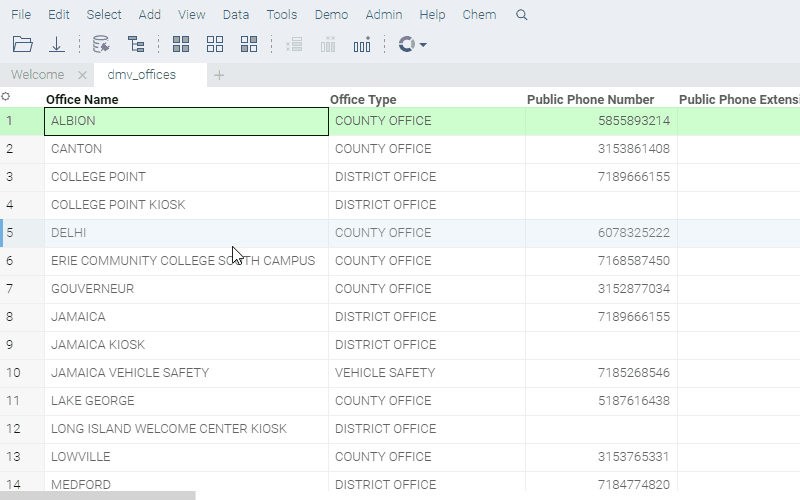 File Edit Select Add View Data Tools Demo Admin Help Chem
Welcome dmv_offices
Office Name Office Type Public Phone Number Public Phone Extensi
1 ALBION COUNTY OFFICE 5855893214
2 CANTON COUNTY OFFICE 3153861408
3 COLLEGE POINT DISTRICT OFFICE 7189666155
4 COLLEGE POINT KIOSK DISTRICT OFFICE
5 DELHI COUNTY OFFICE 6078325222
6 ERIE COMMUNITY COLLEGE SOUTH CAMPUS COUNTY OFFICE 7168587450
7 GOUVERNEUR COUNTY OFFICE 3152877034
8 JAMAICA DISTRICT OFFICE 7189666155
9 JAMAICA KIOSK DISTRICT OFFICE
10 JAMAICA VEHICLE SAFETY VEHICLE SAFETY 7185268546
11 LAKE GEORGE COUNTY OFFICE 5187616438
12 LONG ISLAND WELCOME CENTER KIOSK DISTRICT OFFICE
13 LOWVILLE COUNTY OFFICE 3153765331
14 MEDFORD DISTRICT OFFICE 7184774820